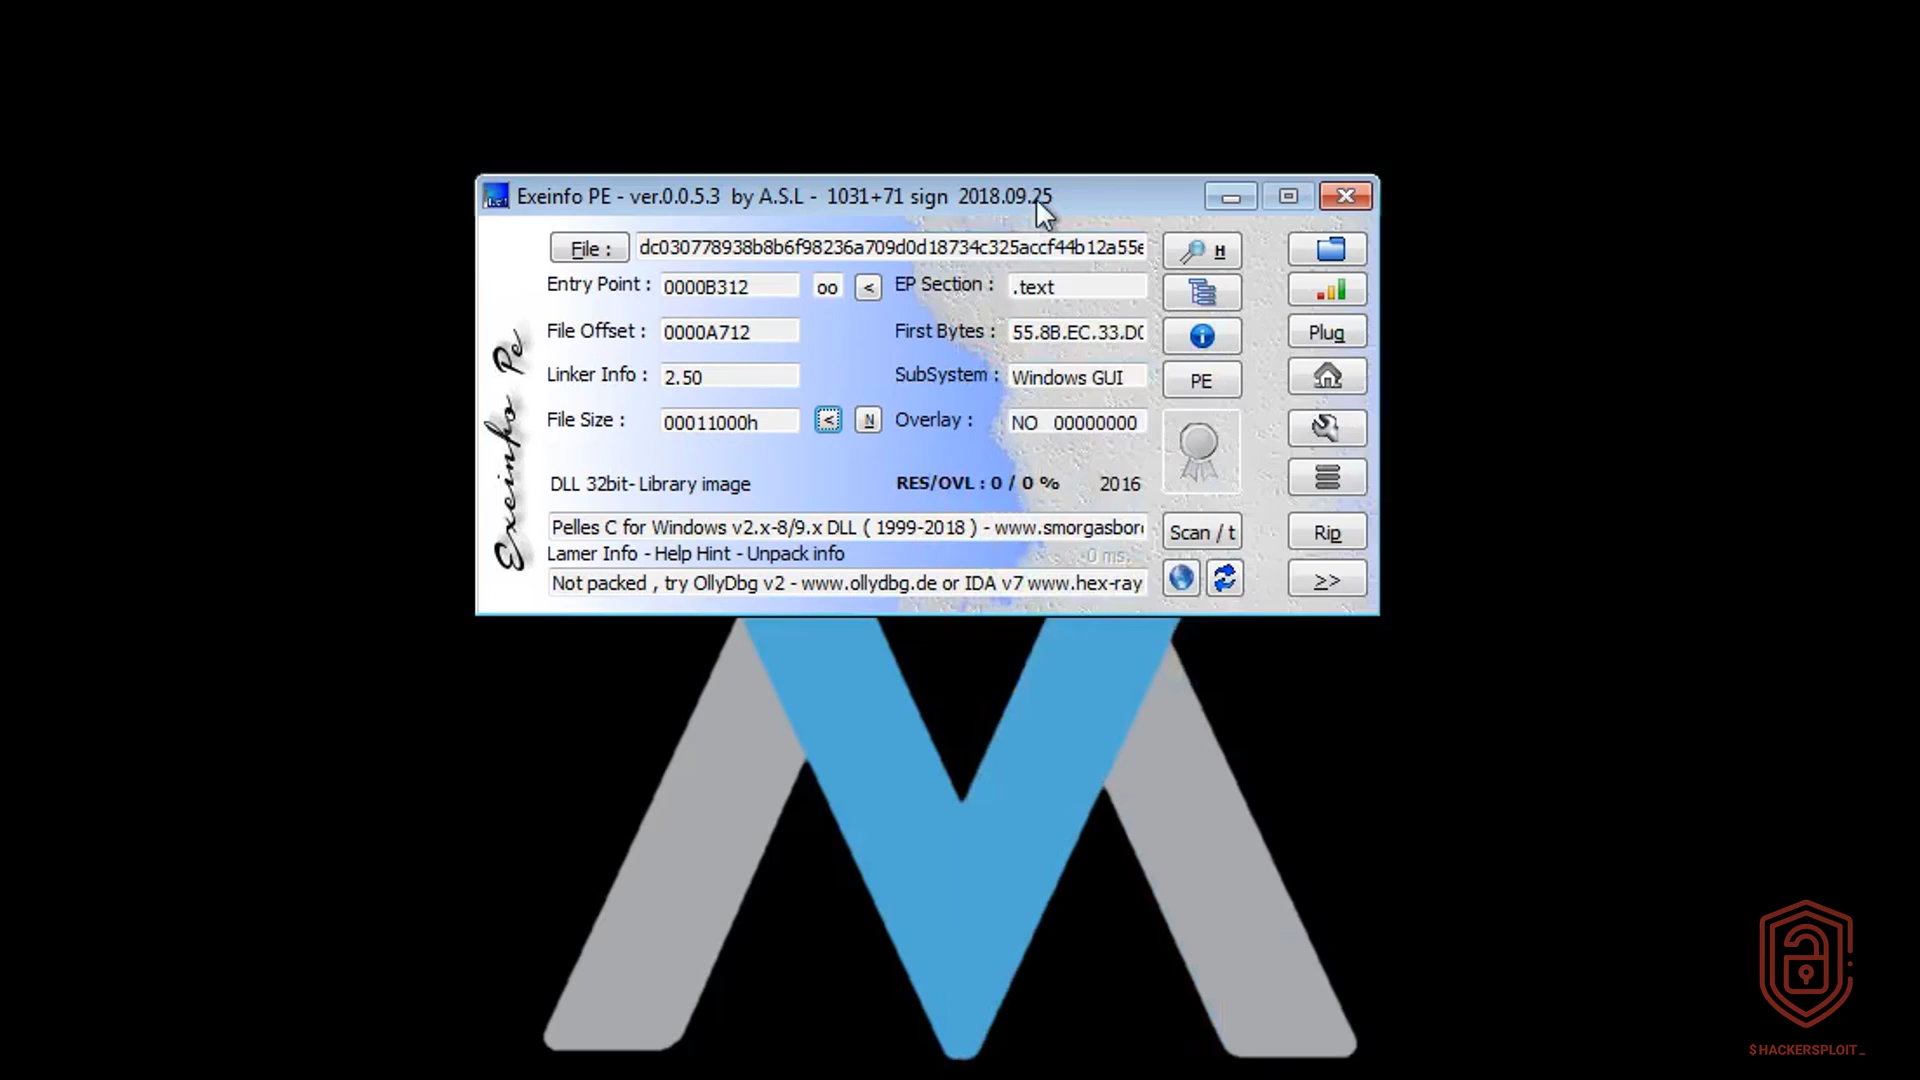 Exeinfo PE - ver.0.0.5.3 by A.S.L - 1031+71 sign 2018.09.25
File : dc030778938b8b6f98236a709d0d18734c325accf44b12a55e H
Entry Point : 0000B312 oo < EP Section : .text
File Offset : 0000A712 First Bytes : 55.8B.EC.33.D0 Plug
Linker Info : 2.50 SubSystem : Windows GUI PE
File Size : 00011000h < N Overlay : NO 00000000
DLL 32bit- Library image RES/OVL : 0 / 0 % 2016
Pelles C for Windows v2.x-8/9.x DLL ( 1999-2018 ) - www.smorgasbor Scan / t Rip
Lamer Info - Help Hint - Unpack info 0 ms.
Not packed , try OllyDbg v2 - www.ollydbg.de or IDA v7 www.hex-ray >>
Exeinfo Pe
$HACKERSPLOIT_